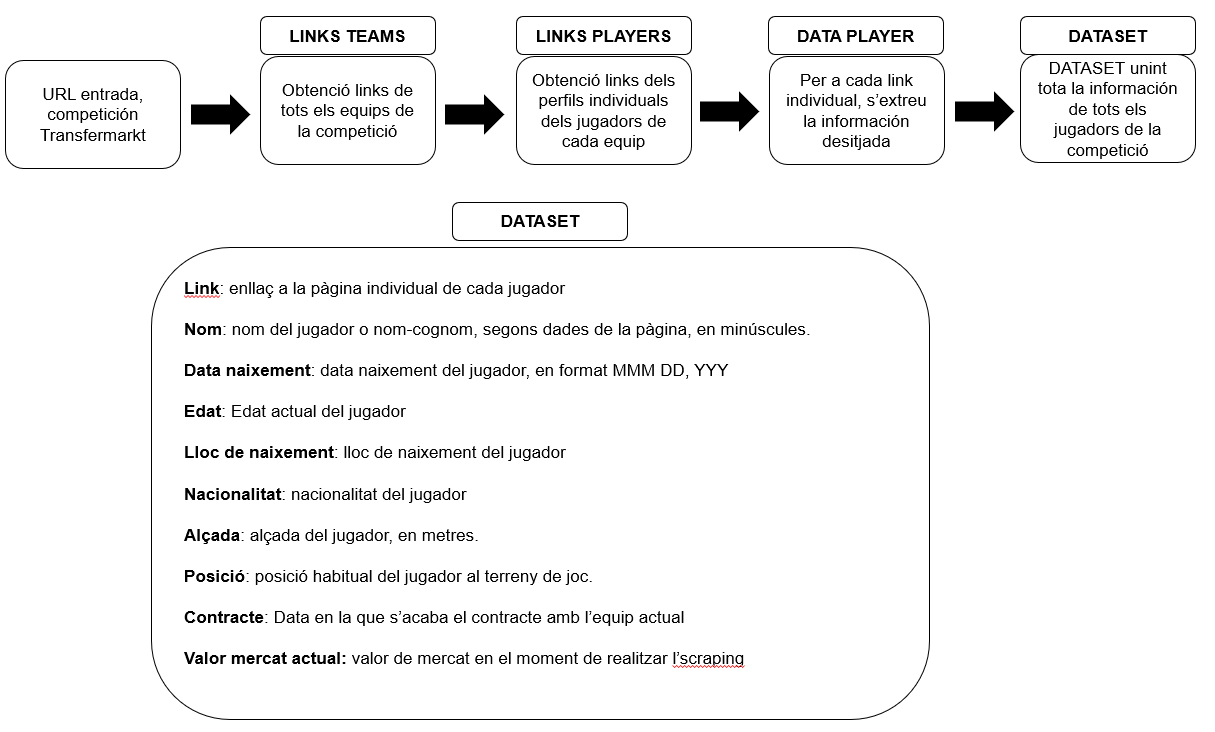 LINKS TEAMS
LINKS PLAYERS
DATA PLAYER
DATASET
URL entrada,
competición
Transfermarkt
Obtenció links de
tots els equips de
la competició
Obtenció links dels
perfils individuals
dels jugadors de
cada equip
Per a cada link
individual, s’extreu
la información
desitjada
DATASET unint
tota la información
de tots els
jugadors de la
competició
DATASET
Link: enllaç a la pàgina individual de cada jugador
Nom: nom del jugador o nom-cognom, segons dades de la pàgina, en minúscules.
Data naixement: data naixement del jugador, en format MMM DD, YYY
Edat: Edat actual del jugador
Lloc de naixement: lloc de naixement del jugador
Nacionalitat: nacionalitat del jugador
Alçada: alçada del jugador, en metres.
Posició: posició habitual del jugador al terreny de joc.
Contracte: Data en la que s’acaba el contracte amb l’equip actual
Valor mercat actual: valor de mercat en el moment de realitzar l’scraping